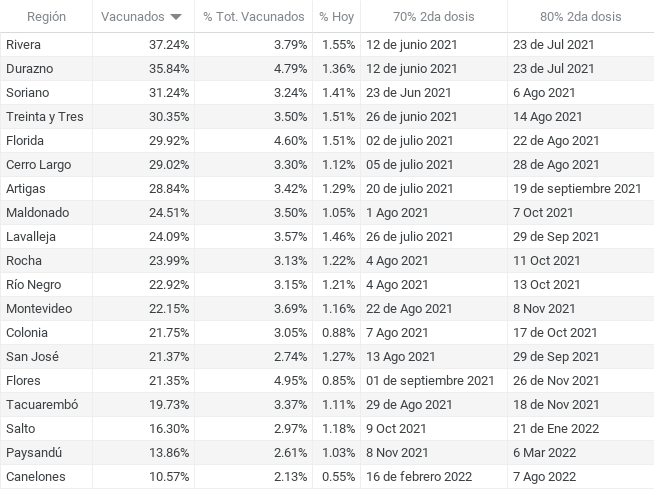 Región Vacunados % Tot. Vacunados % Hoy 70% 2da dosis 80% 2da dosis
Rivera 37.24% 3.79% 1.55% 12 de junio 2021 23 de Jul 2021
Durazno 35.84% 4.79% 1.36% 12 de junio 2021 23 de Jul 2021
Soriano 31.24% 3.24% 1.41% 23 de Jun 2021 6 Ago 2021
Treinta y Tres 30.35% 3.50% 1.51% 26 de junio 2021 14 Ago 2021
Florida 29.92% 4.60% 1.51% 02 de julio 2021 22 de Ago 2021
Cerro Largo 29.02% 3.30% 1.12% 05 de julio 2021 28 de Ago 2021
Artigas 28.84% 3.42% 1.29% 20 de julio 2021 19 de septiembre 2021
Maldonado 24.51% 3.50% 1.05% 1 Ago 2021 7 Oct 2021
Lavalleja 24.09% 3.57% 1.46% 26 de julio 2021 29 de Sep 2021
Rocha 23.99% 3.13% 1.22% 4 Ago 2021 11 Oct 2021
Río Negro 22.92% 3.15% 1.21% 4 Ago 2021 13 Oct 2021
Montevideo 22.15% 3.69% 1.16% 22 de Ago 2021 8 Nov 2021
Colonia 21.75% 3.05% 0.88% 7 Ago 2021 17 de Oct 2021
San José 21.37% 2.74% 1.27% 13 Ago 2021 29 de Sep 2021
Flores 21.35% 4.95% 0.85% 01 de septiembre 2021 26 de Nov 2021
Tacuarembó 19.73% 3.37% 1.11% 29 de Ago 2021 18 de Nov 2021
Salto 16.30% 2.97% 1.18% 9 Oct 2021 21 de Ene 2022
Paysandú 13.86% 2.61% 1.03% 8 Nov 2021 6 Mar 2022
Canelones 10.57% 2.13% 0.55% 16 de febrero 2022 7 Ago 2022